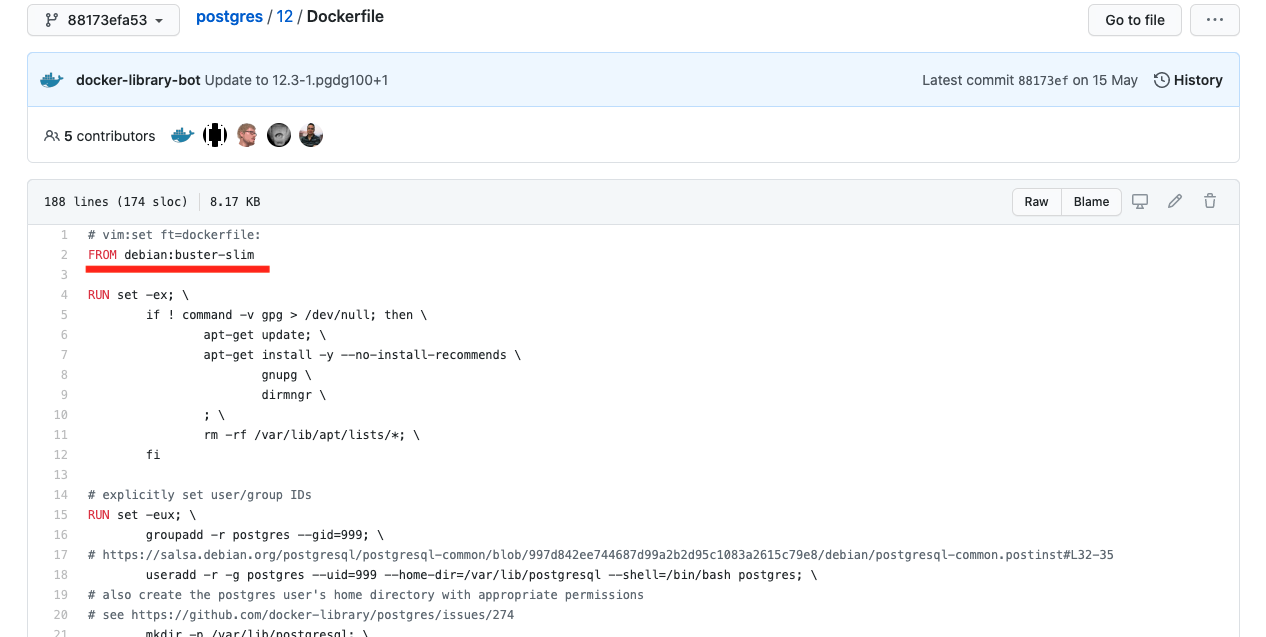 88173efa53
postgres / 12 / Dockerfile
Go to file
...
docker-library-bot Update to 12.3-1.pgdg100+1
Latest commit 88173ef on 15 May
History
5 contributors
188 lines (174 sloc)
8.17 KB
Raw
Blame
1 # vim:set ft=dockerfile:
2 FROM debian:buster-slim
3
4 RUN set -ex; \
5 if ! command -v gpg > /dev/null; then \
6 apt-get update; \
7 apt-get install -y --no-install-recommends \
8 gnupg \
9 dirmngr \
10 ; \
11 rm -rf /var/lib/apt/lists/*; \
12 fi
13
14 # explicitly set user/group IDs
15 RUN set -eux; \
16 groupadd -r postgres --gid=999; \
17 # https://salsa.debian.org/postgresql/postgresql-common/blob/997d842ee744687d99a2b2d95c1083a2615c79e8/debian/postgresql-common.postinst#L32-35
18 useradd -r -g postgres --uid=999 --home-dir=/var/lib/postgresql --shell=/bin/bash postgres; \
19 # also create the postgres user's home directory with appropriate permissions
20 # see https://github.com/docker-library/postgres/issues/274
21 mkdir -p /var/lib/postgresql; \